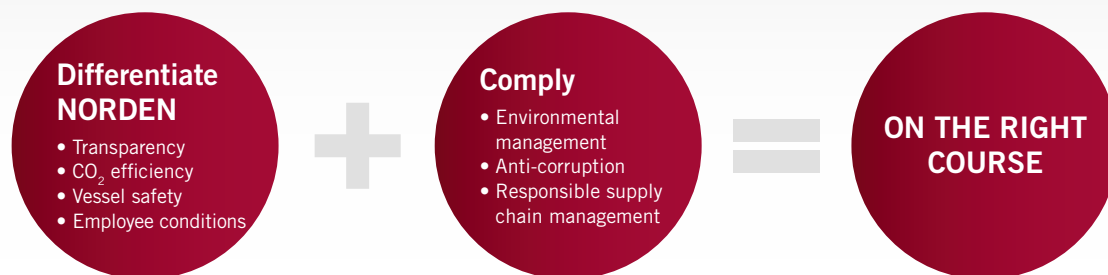 Differentiate
NORDEN
• Transparency
• CO₂ efficiency
• Vessel safety
• Employee conditions
+
Comply
• Environmental
management
• Anti-corruption
• Responsible supply
chain management
=
ON THE RIGHT
COURSE